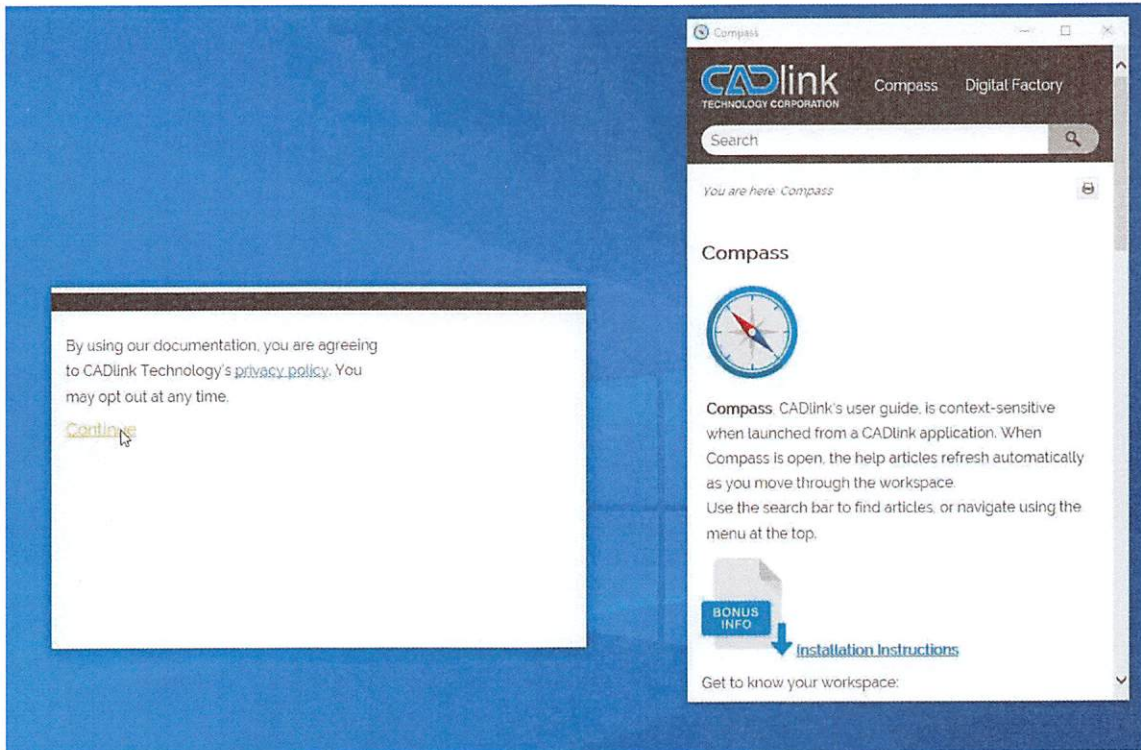 By using our documentation, you are agreeing
to CADlink Technology's privacy policy. You
may opt out at any time.
Continue
Compass
CADlink
TECHNOLOGY CORPORATION
Compass
Digital Factory
Search
You are here: Compass
Compass
Compass, CADlink's user guide, is context-sensitive
when launched from a CADlink application. When
Compass is open, the help articles refresh automatically
as you move through the workspace.
Use the search bar to find articles, or navigate using the
menu at the top.
BONUS
INFO
Installation Instructions
Get to know your workspace: